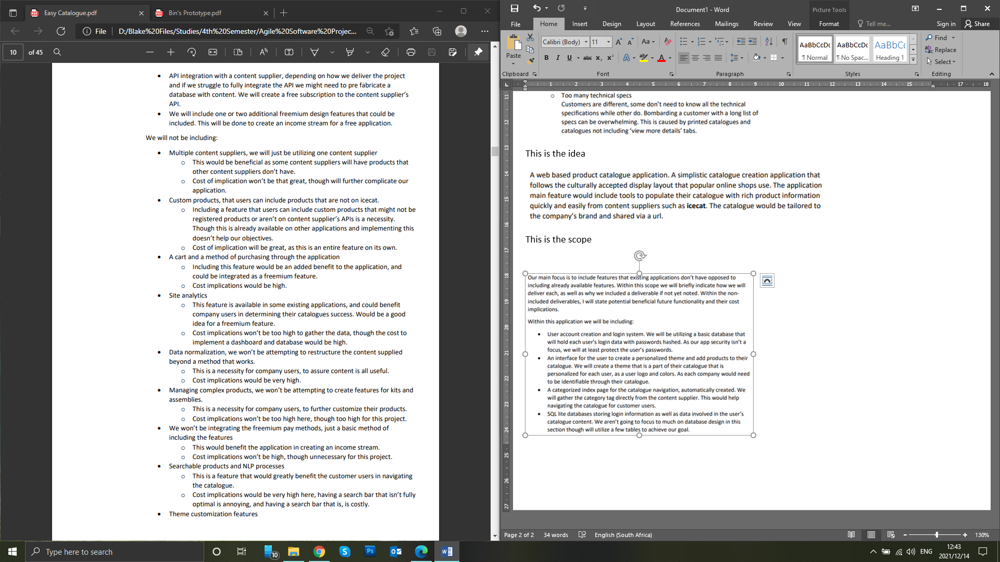 Easy Catalogue.pdf
Bin's Prototype.pdf
File
D:/Blake%20Files/Studies/4th%20Semester/Agile%20Software%20Projec...
10
of 45
API integration with a content supplier, depending on how we deliver the project
and if we struggle to fully integrate the API we might need to pre fabricate a
database with content. We will create a free subscription to the content supplier's
API.
We will include one or two additional freemium design features that could be
included. This will be done to create an income stream for a free application.
We will not be including:
Multiple content suppliers, we will just be utilizing one content supplier
This would be beneficial as some content suppliers will have products that
other content suppliers don't have.
Cost of implication won't be that great, though will further complicate our
application.
Custom products, that users can include products that are not on icecat.
Including a feature that users can include custom products that might not be
registered products or aren't on content supplier's APIs is a necessity.
Though this is already available on other applications and implementing this
doesn't help our objectives.
Cost of implication will be great, as this is an entire feature on its own.
A cart and a method of purchasing through the application
Including this feature would be an added benefit to the application, and
could be integrated as a freemium feature.
Cost implications would be high.
Site analytics
This feature is available in some existing applications, and could benefit
company users in determining their catalogues success. Would be a good
idea for a freemium feature.
Cost implications won't be too high to gather the data, though the cost to
implement a dashboard and database would be high.
Data normalization, we won't be attempting to restructure the content supplied
beyond a method that works.
This is a necessity for company users, to assure content is all useful.
Cost implications would be very high.
Managing complex products, we won't be attempting to create features for kits and
assemblies.
This is a necessity for company users, to further customize their products.
Cost implications won't be too high here, though too high for this project.
We won't be integrating the freemium pay methods, just a basic method of
including the features
This would benefit the application in creating an income stream.
Cost implications won't be high, though unnecessary for this project.
Searchable products and NLP processes
This is a feature that would greatly benefit the customer users in navigating
the catalogue.
Cost implications would be very high here, having a search bar that isn't fully
optimal is annoying, and having a search bar that is, is costly.
Theme customization features
Document1 - Word
Picture Tools
File
Home
Insert
Design
Layout
References
Mailings
Review
View
Format
Tell me...
Sign in
Share
Paste
Calibri (Body)
11
Aa
B I U abc x₂ x²
AaBbCcDc
¶ Normal
AaBbCcDc
¶ No Spac...
AaBbCc
Heading 1
Find
Replace
Select
Clipboard
Font
Paragraph
Styles
Editing
1 2 3 4 5 6 7 8 9 10 11 12 13 14 15 17 18
11 12 13 14 15 16 17 18 19 20 21 22 23 24 25 26 27
Too many technical specs
Customers are different, some don't need to know all the technical
specifications while other do. Bombarding a customer with a long list of
specs can be overwhelming. This is caused by printed catalogues and
catalogues not including 'view more details' tabs.
This is the idea
A web based product catalogue application. A simplistic catalogue creation application that
follows the culturally accepted display layout that popular online shops use. The application
main feature would include tools to populate their catalogue with rich product information
quickly and easily from content suppliers such as icecat. The catalogue would be tailored to
the company's brand and shared via a url.
This is the scope
Our main focus is to include features that existing applications don't have opposed to
including already available features. Within this scope we will briefly indicate how we will
deliver each, as well as why we included a deliverable if not yet noted. Within the non-
included deliverables, I will state potential beneficial future functionality and their cost
implications.
Within this application we will be including:
User account creation and login system. We will be utilizing a basic database that
will hold each user's login data with passwords hashed. As our app security isn't a
focus, we will at least protect the user's passwords.
An interface for the user to create a personalized theme and add products to their
catalogue. We will create a theme that is a part of their catalogue that is
personalized for each user, as a user logo and colors. As each company would need
to be identifiable through their catalogue.
A categorized index page for the catalogue navigation, automatically created. We
will gather the category tag directly from the content supplier. This would help
navigating the catalogue for customer users.
SQL lite databases storing login information as well as data involved in the user's
catalogue content. We aren't going to focus to much on database design in this
section though will utilize a few tables to achieve our goal.
Page 2 of 2
34 words
English (South Africa)
130%
Type here to search
10
ENG
12:43
2021/12/14